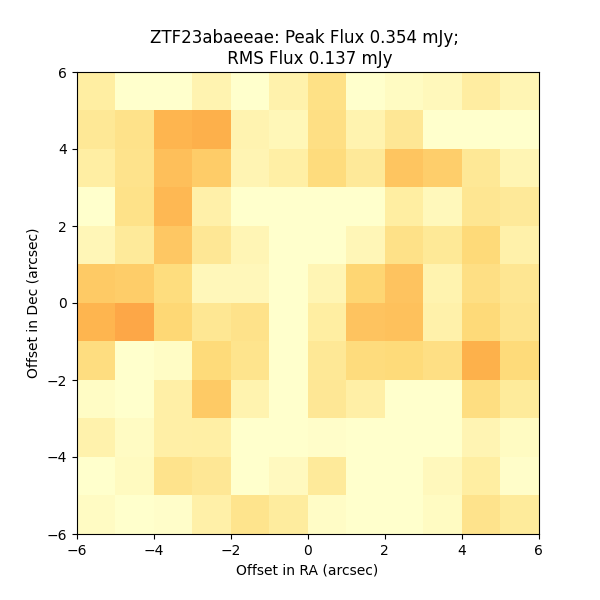 ZTF23abaeeae: Peak Flux 0.354 mJy;
RMS Flux 0.137 mJy
6
4
2
0
−2
−4
−6
Offset in Dec (arcsec)
−6 −4 −2 0 2 4 6
Offset in RA (arcsec)